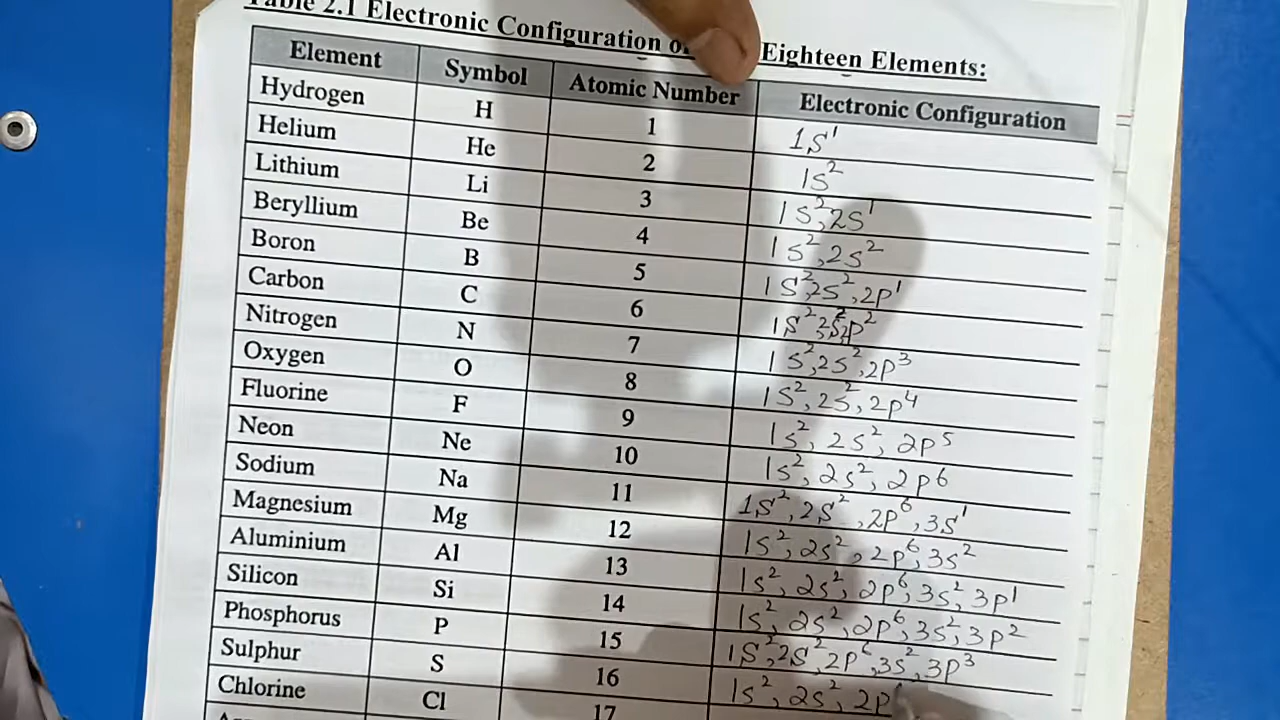 Table 2.1 Electronic Configuration of Eighteen Elements:
Element Symbol Atomic Number Electronic Configuration
Hydrogen H 1 1s¹
Helium He 2 1s²
Lithium Li 3 1s², 2s¹
Beryllium Be 4 1s², 2s²
Boron B 5 1s², 2s², 2p¹
Carbon C 6 1s², 2s², 2p²
Nitrogen N 7 1s², 2s², 2p³
Oxygen O 8 1s², 2s², 2p⁴
Fluorine F 9 1s², 2s², 2p⁵
Neon Ne 10 1s², 2s², 2p⁶
Sodium Na 11 1s², 2s², 2p⁶, 3s¹
Magnesium Mg 12 1s², 2s², 2p⁶, 3s²
Aluminium Al 13 1s², 2s², 2p⁶, 3s², 3p¹
Silicon Si 14 1s², 2s², 2p⁶, 3s², 3p²
Phosphorus P 15 1s², 2s², 2p⁶, 3s², 3p³
Sulphur S 16 1s², 2s², 2p
Chlorine Cl 17